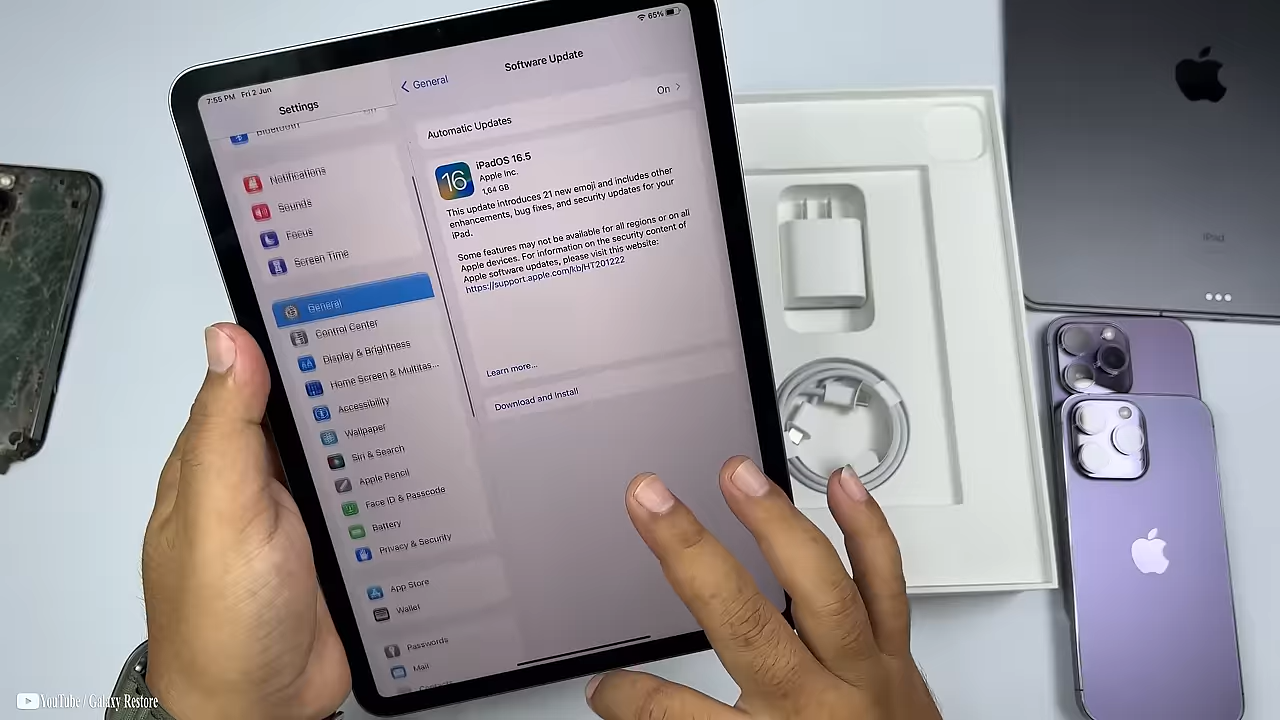 7:55 PM Fri 2 Jun
65%
Settings
Bluetooth
Notifications
Sounds
Focus
Screen Time
General
Control Center
Display & Brightness
Home Screen & Multitas...
Accessibility
Wallpaper
Siri & Search
Apple Pencil
Face ID & Passcode
Battery
Privacy & Security
App Store
Wallet
Passwords
Mail
Contacts
General
Software Update
Automatic Updates
On
16
iPadOS 16.5
Apple Inc.
1,64 GB
This update introduces 21 new emoji and includes other
enhancements, bug fixes, and security updates for your
iPad.
Some features may not be available for all regions or on all
Apple devices. For information on the security content of
Apple software updates, please visit this website:
https://support.apple.com/kb/HT201222
Learn more...
Download and Install
iPad
YouTube / Galaxy Restore